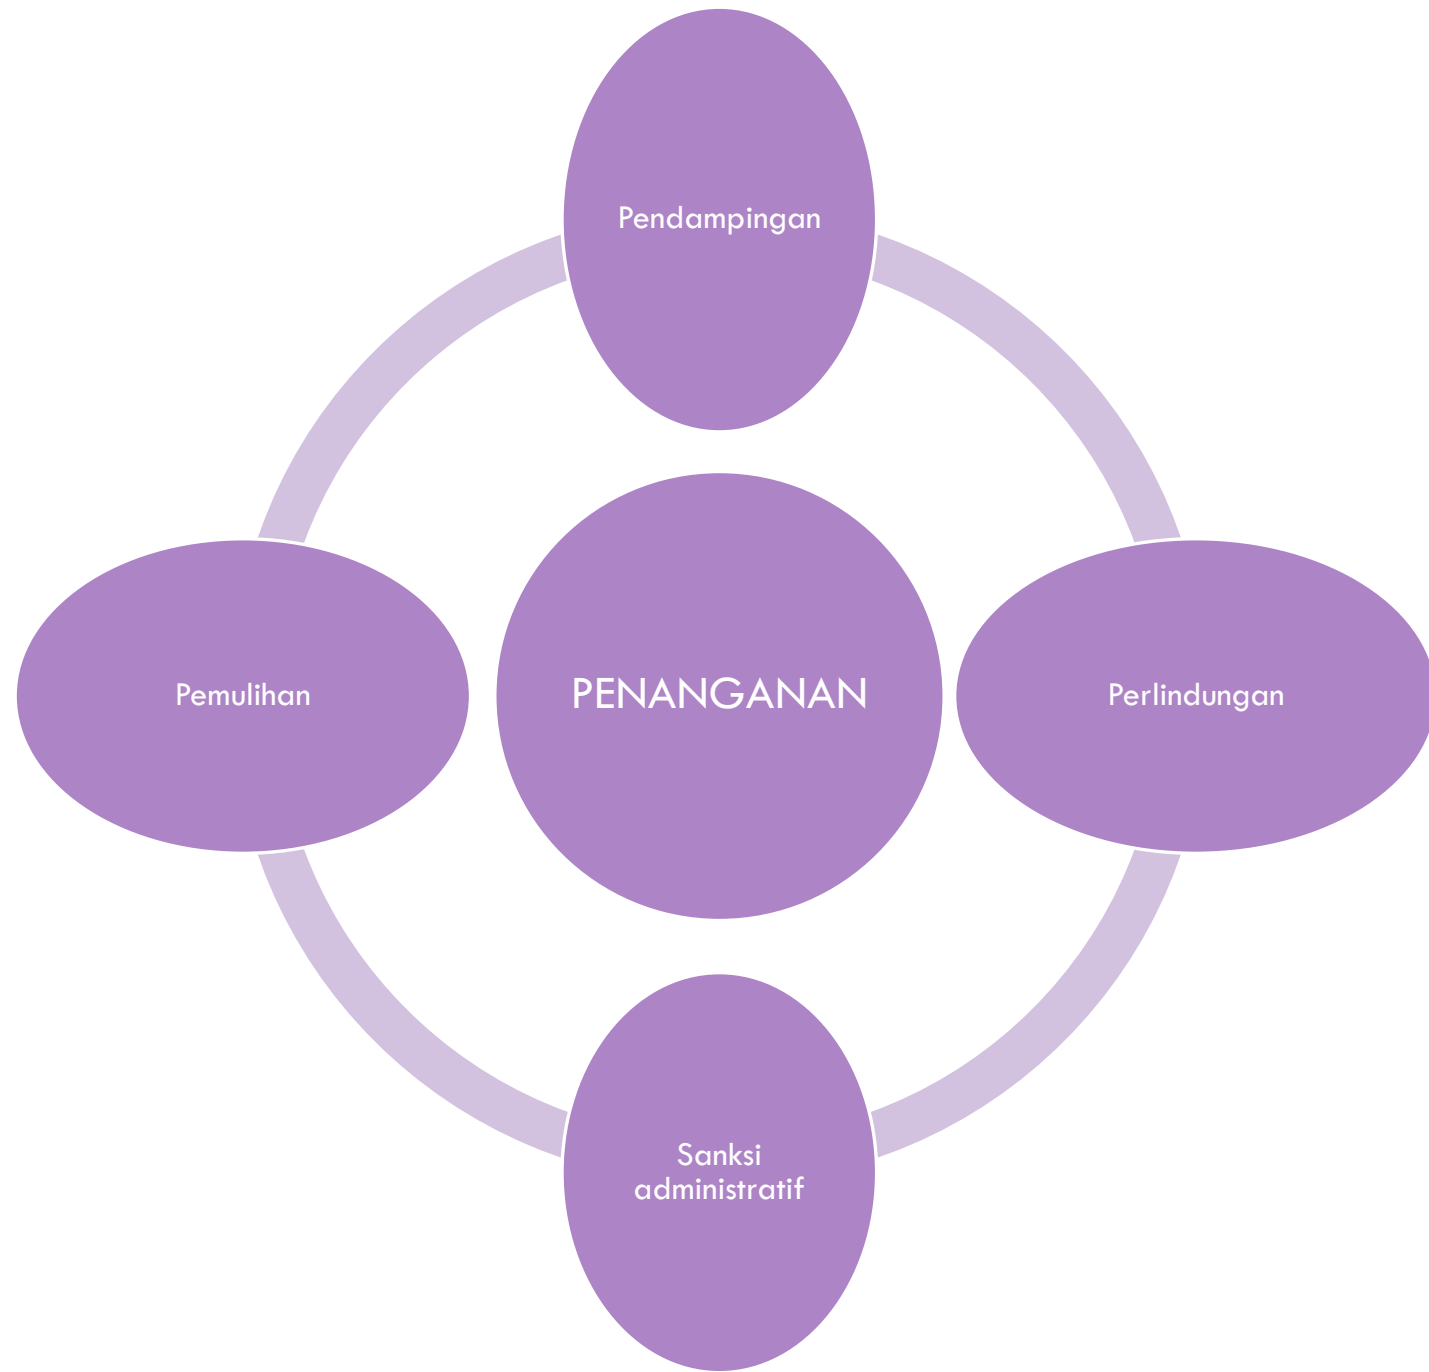 Pendampingan
Pemulihan
PENANGANAN
Perlindungan
Sanksi
administratif